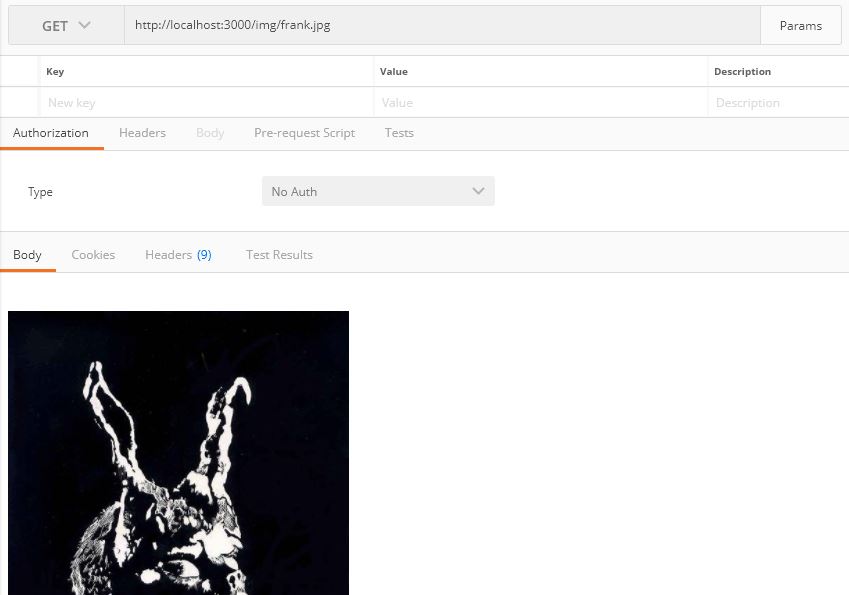 GET http://localhost:3000/img/frank.jpg Params
Key Value Description
New key Value Description
Authorization Headers Body Pre-request Script Tests
Type No Auth
Body Cookies Headers (9) Test Results